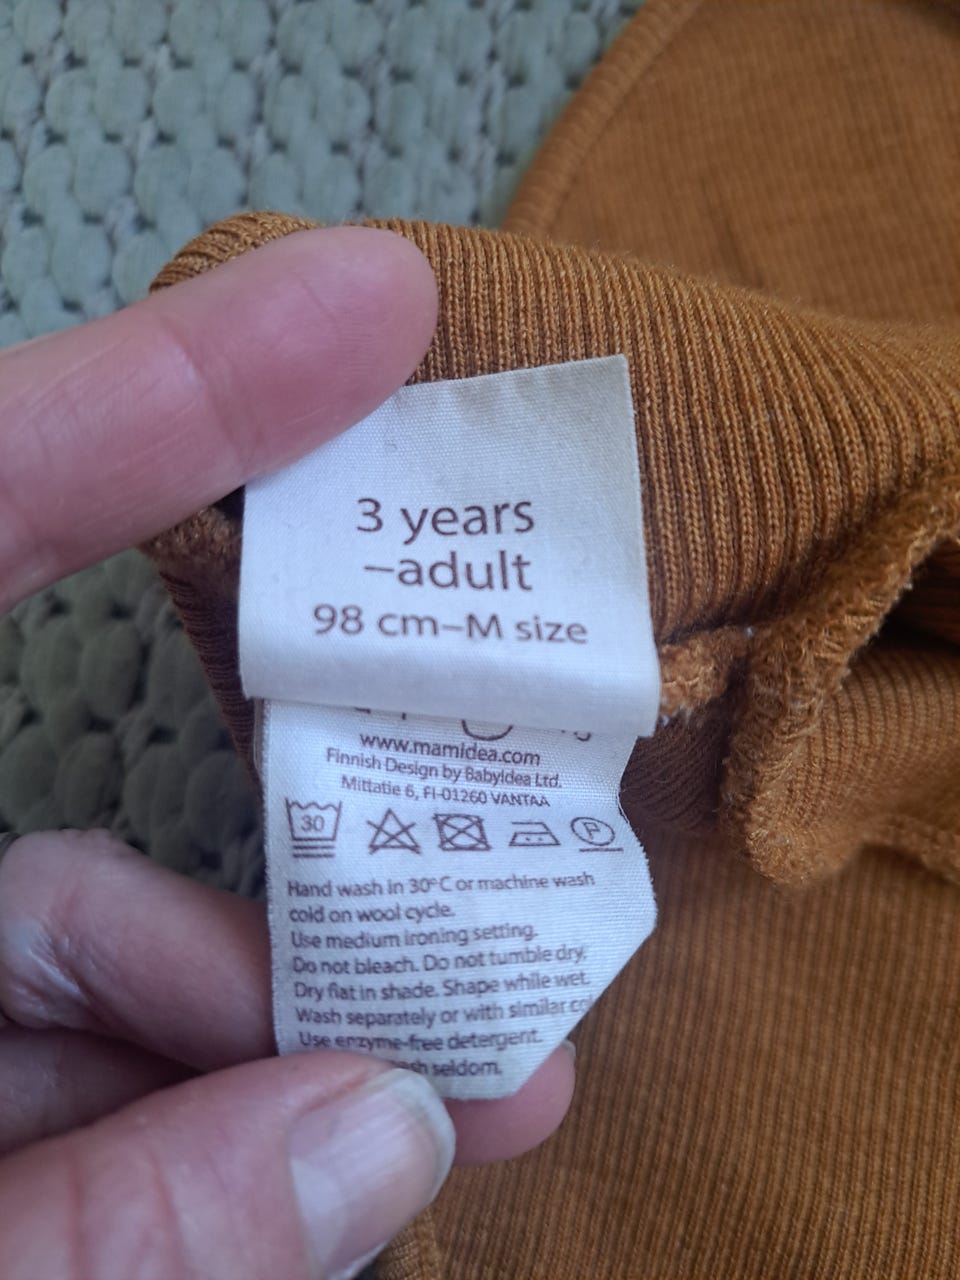 3 years
–adult
98 cm–M size
www.mamidea.com
Finnish Design by BabyIdea Ltd.
Mittatie 6, FI-01260 VANTAA
30
P
Hand wash in 30°C or machine wash
cold on wool cycle.
Use medium ironing setting.
Do not bleach. Do not tumble dry.
Dry flat in shade. Shape while wet.
Wash separately or with similar
Use enzyme-free detergent.
seldom.